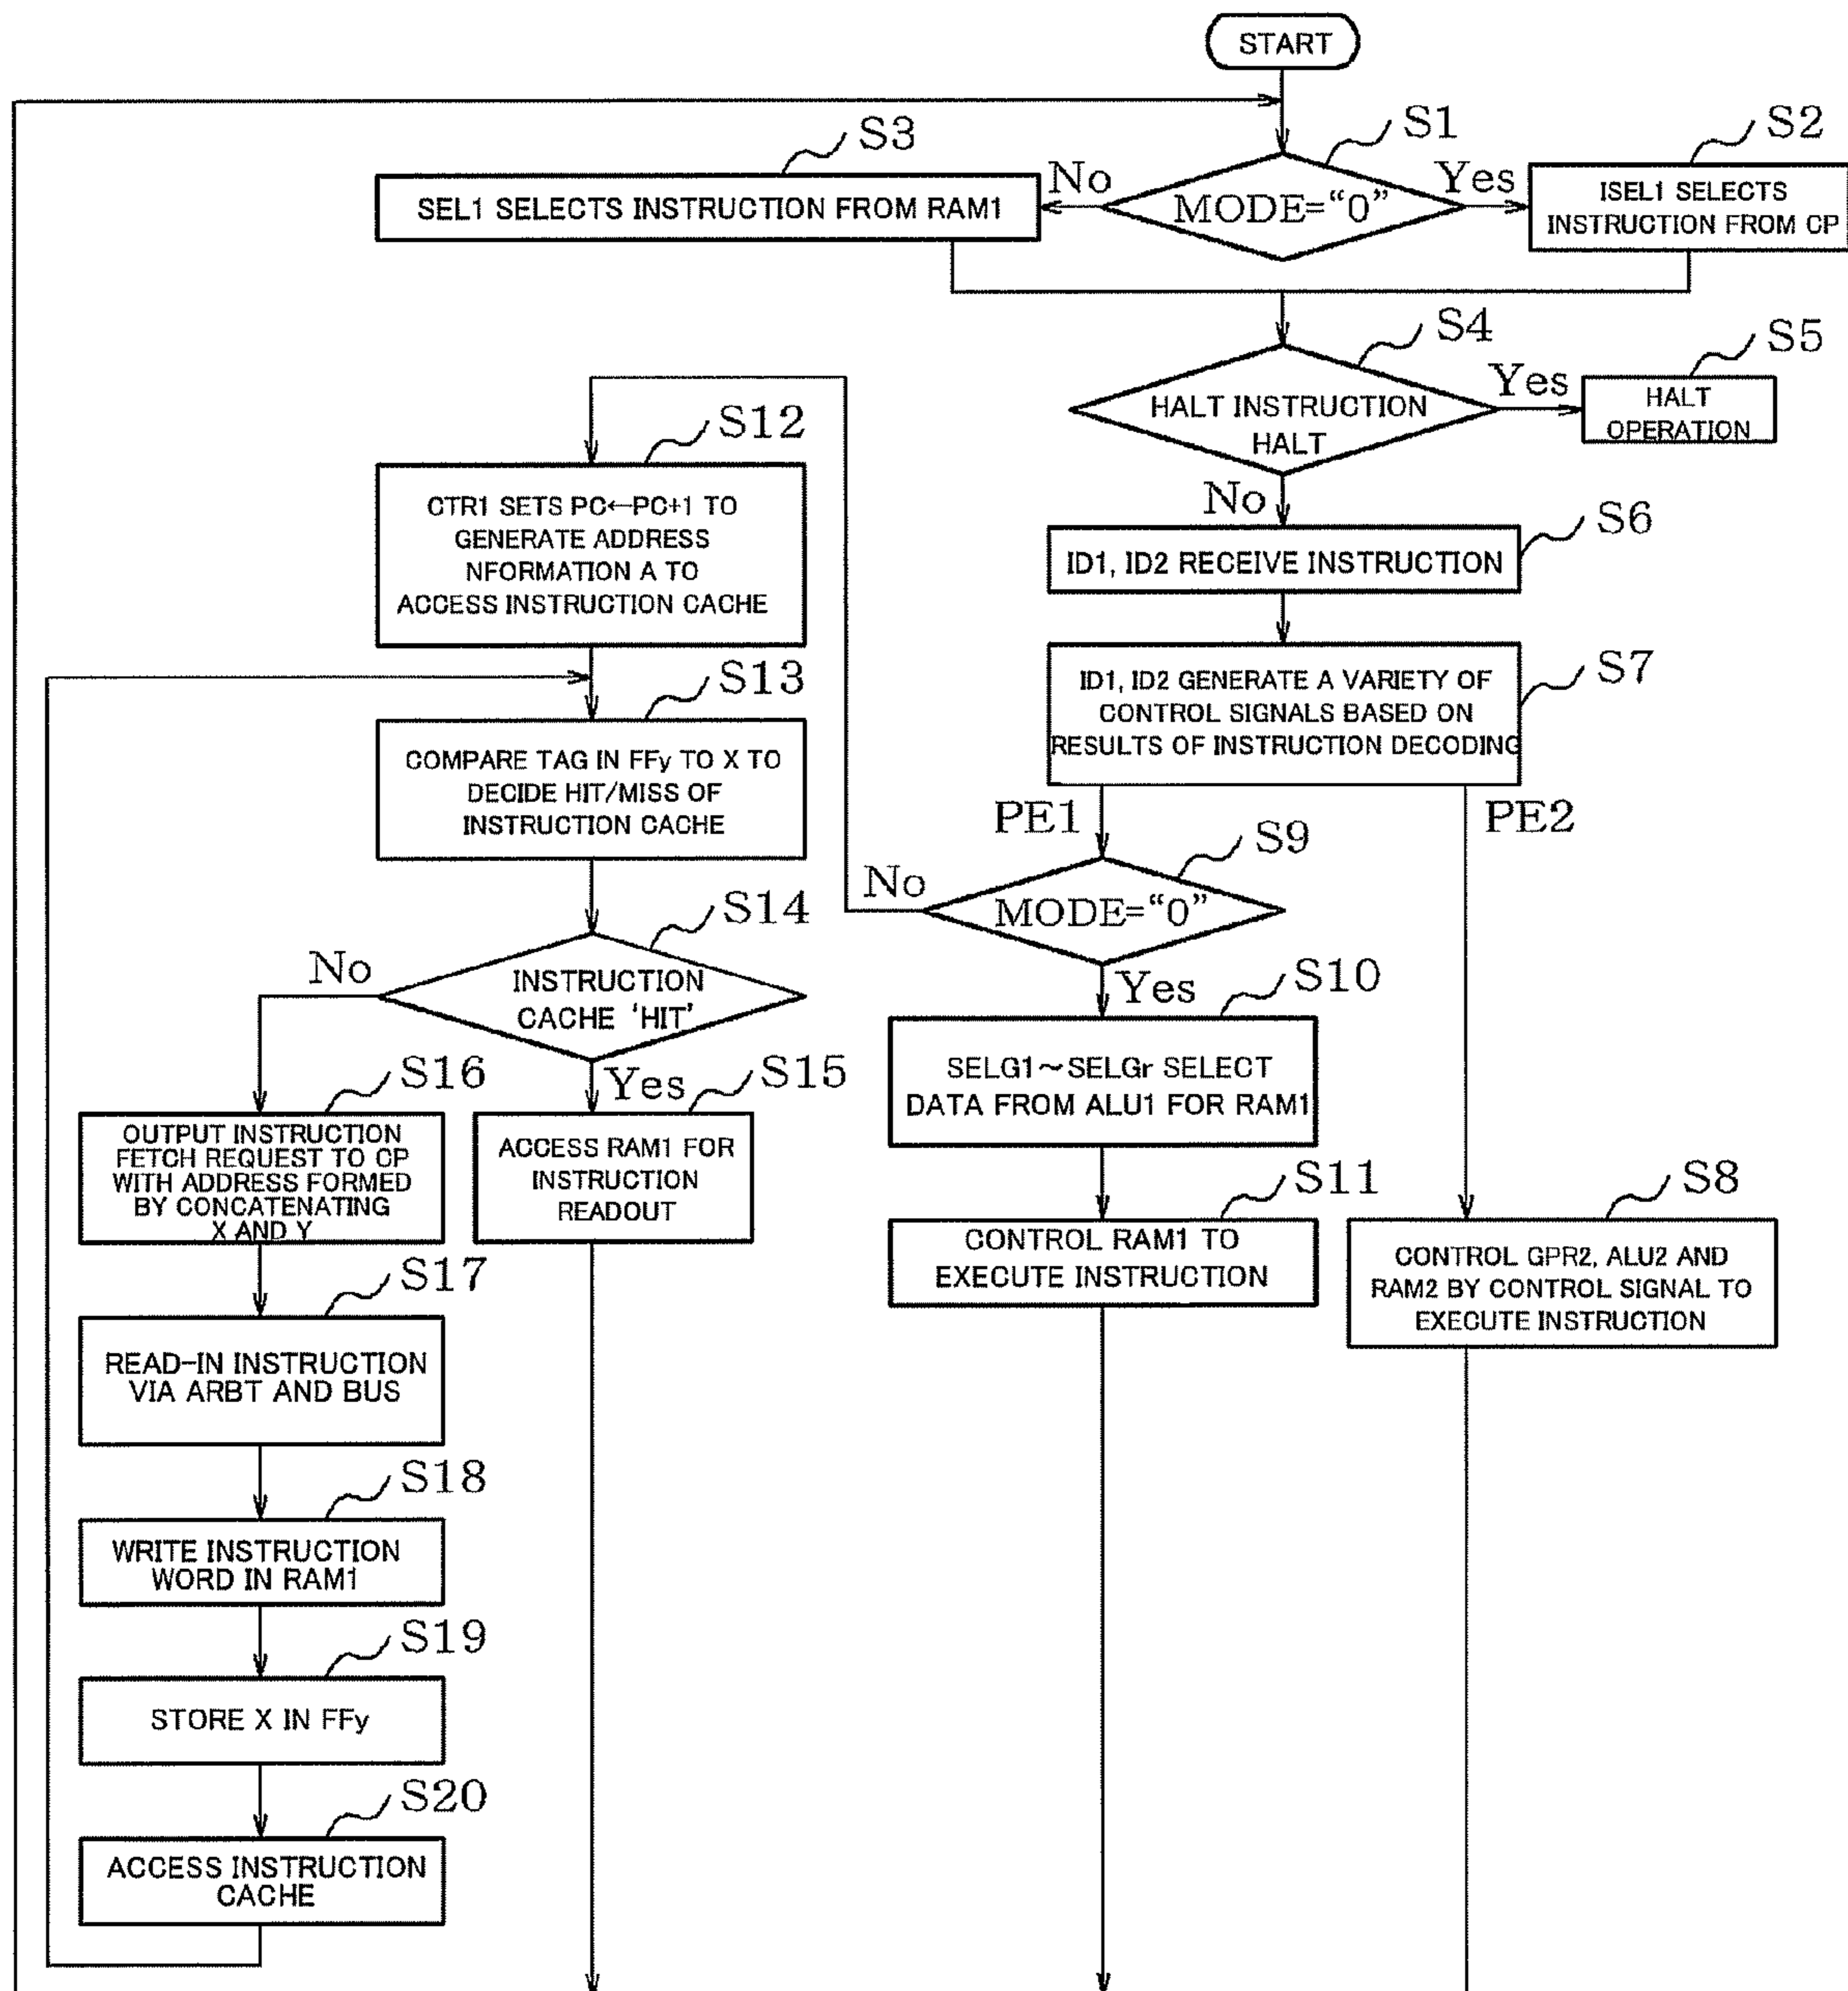 START
S1
S2
S3
No
Yes
MODE="0"
SEL1 SELECTS INSTRUCTION FROM RAM1
ISEL1 SELECTS
INSTRUCTION FROM CP
S4
S5
Yes
HALT INSTRUCTION
HALT
HALT
OPERATION
No
S6
ID1, ID2 RECEIVE INSTRUCTION
S7
ID1, ID2 GENERATE A VARIETY OF
CONTROL SIGNALS BASED ON
RESULTS OF INSTRUCTION DECODING
PE1
PE2
S9
No
MODE="0"
Yes
S10
SELG1~SELGr SELECT
DATA FROM ALU1 FOR RAM1
S11
CONTROL RAM1 TO
EXECUTE INSTRUCTION
S8
CONTROL GPR2, ALU2 AND
RAM2 BY CONTROL SIGNAL TO
EXECUTE INSTRUCTION
S12
CTR1 SETS PC←PC+1 TO
GENERATE ADDRESS
NFORMATION A TO
ACCESS INSTRUCTION CACHE
S13
COMPARE TAG IN FFy TO X TO
DECIDE HIT/MISS OF
INSTRUCTION CACHE
S14
No
INSTRUCTION
CACHE 'HIT'
Yes
S15
ACCESS RAM1 FOR
INSTRUCTION
READOUT
S16
OUTPUT INSTRUCTION
FETCH REQUEST TO CP
WITH ADDRESS FORMED
BY CONCATENATING
X AND Y
S17
READ-IN INSTRUCTION
VIA ARBT AND BUS
S18
WRITE INSTRUCTION
WORD IN RAM1
S19
STORE X IN FFy
S20
ACCESS INSTRUCTION
CACHE